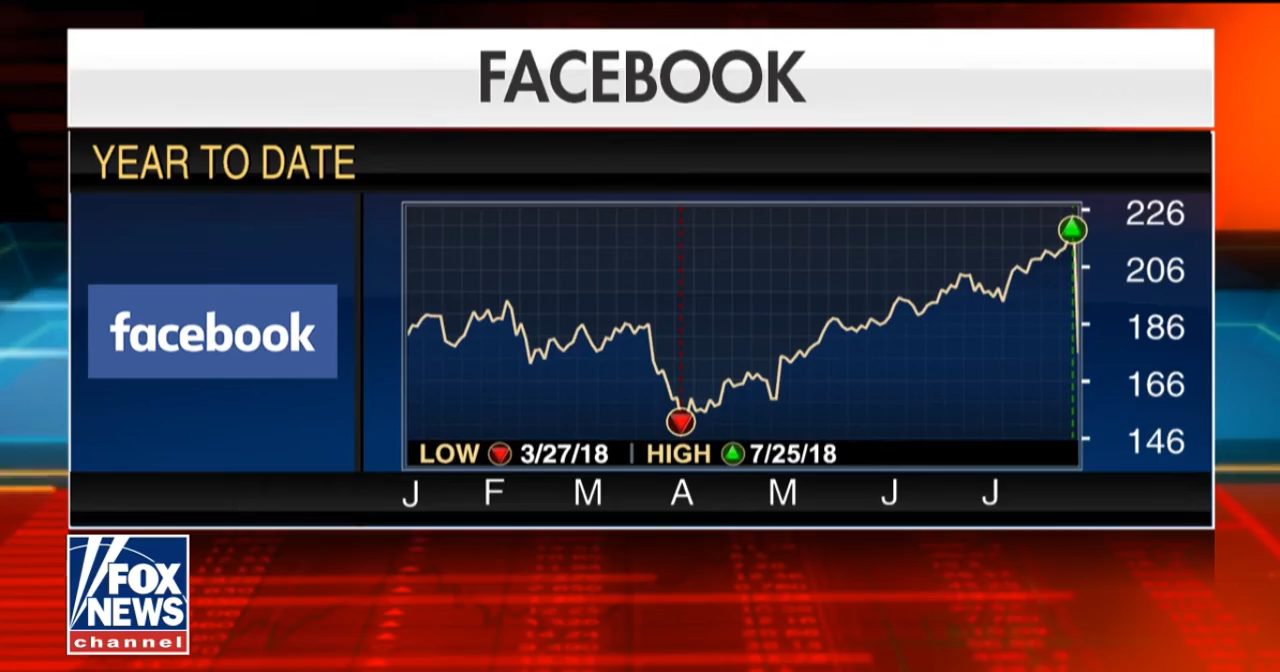 FACEBOOK
YEAR TO DATE
facebook
226
206
186
166
146
LOW 3/27/18 | HIGH 7/25/18
J F M A M J J
FOX
NEWS
channel